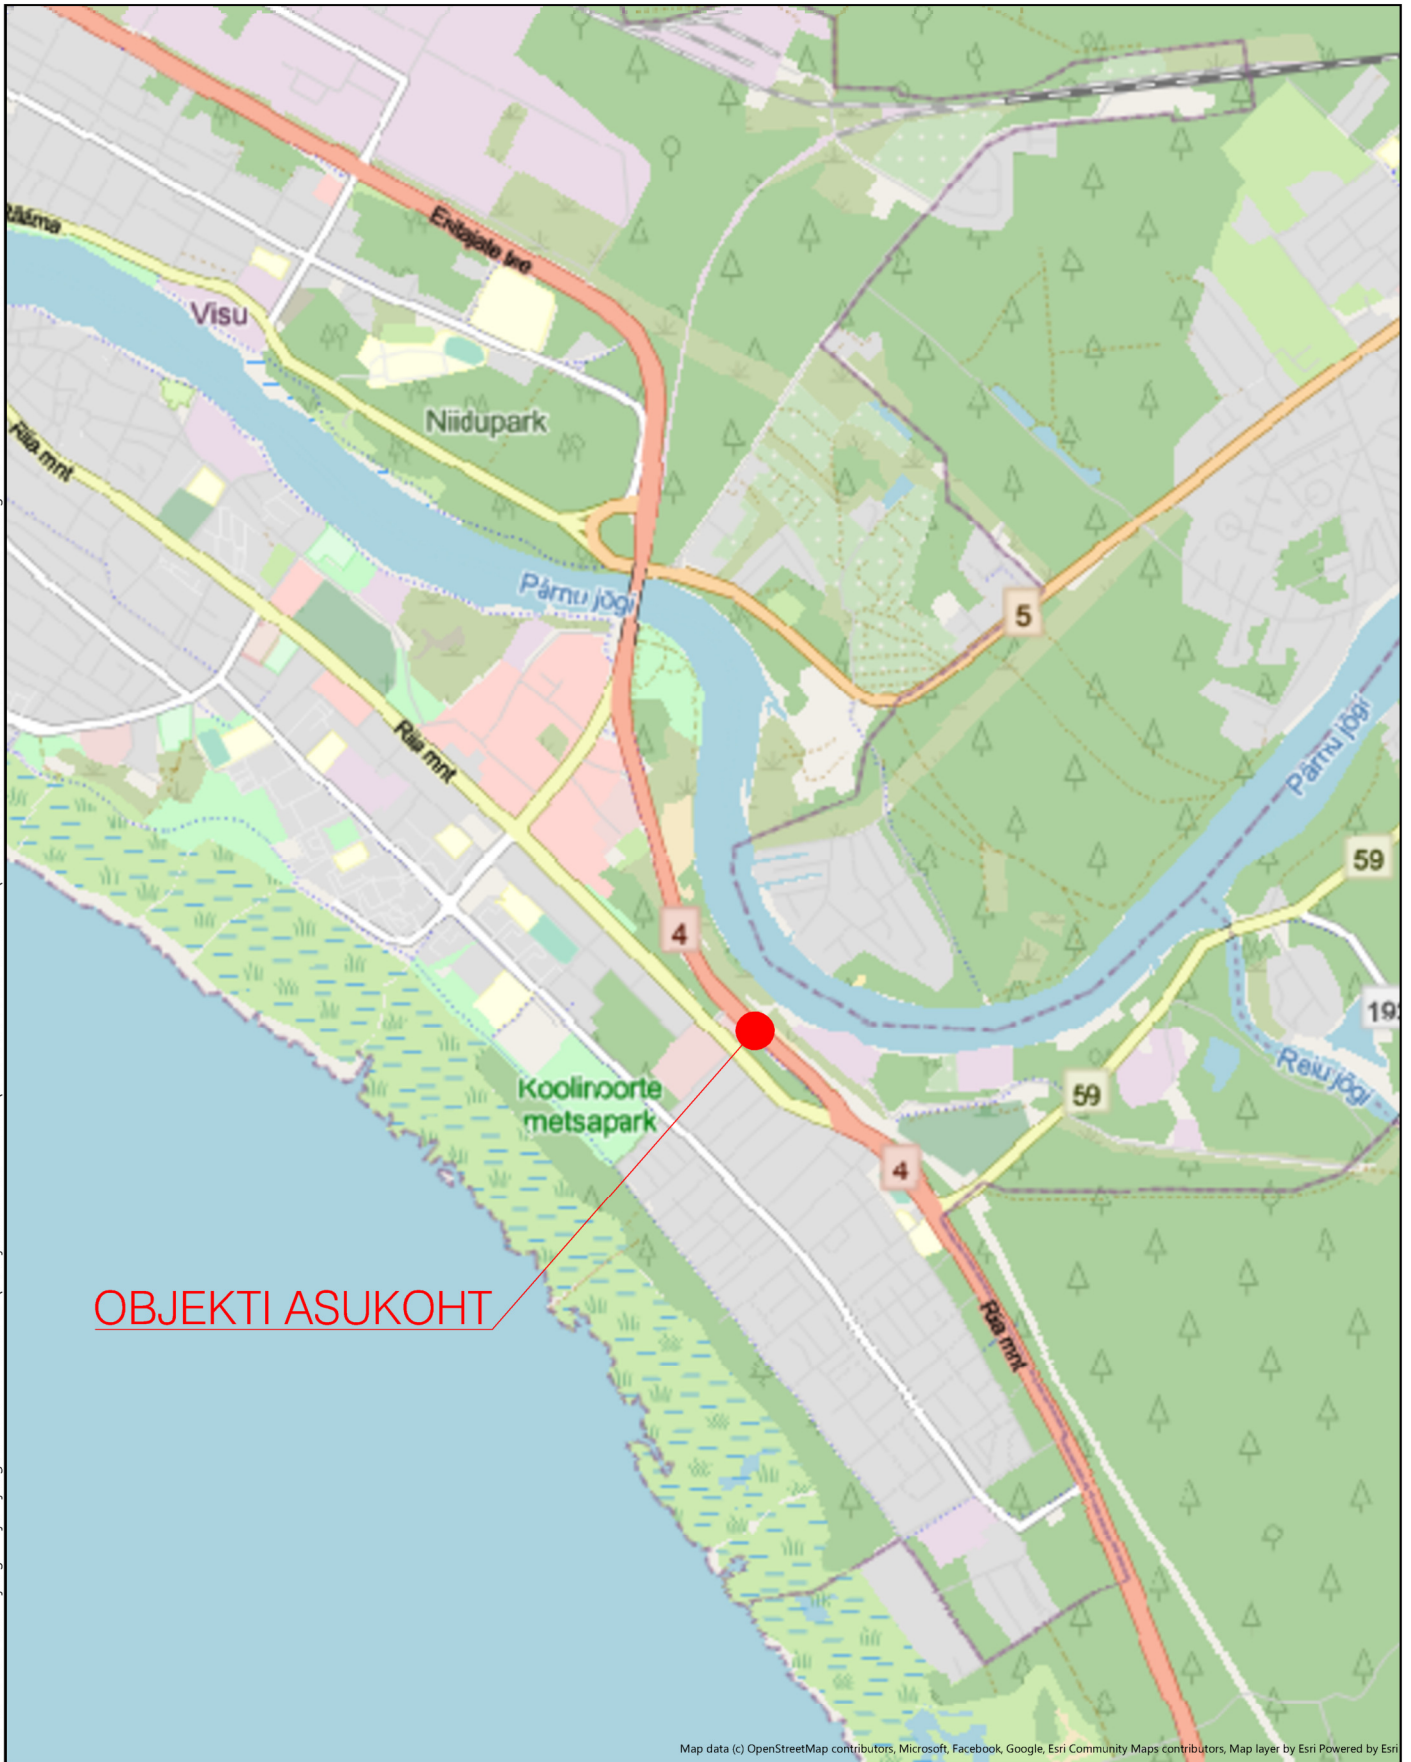 Ehitajate tee
Rääma
Visu
Niidupark
Riia mnt
Pärnu jõgi
5
Pärnu jõgi
Riia mnt
59
4
Koolinoorte
metsapark
59
Reiu jõgi
4
OBJEKTI ASUKOHT
Riia mnt
Map data (c) OpenStreetMap contributors, Microsoft, Facebook, Google, Esri Community Maps contributors, Map layer by Esri Powered by Esri